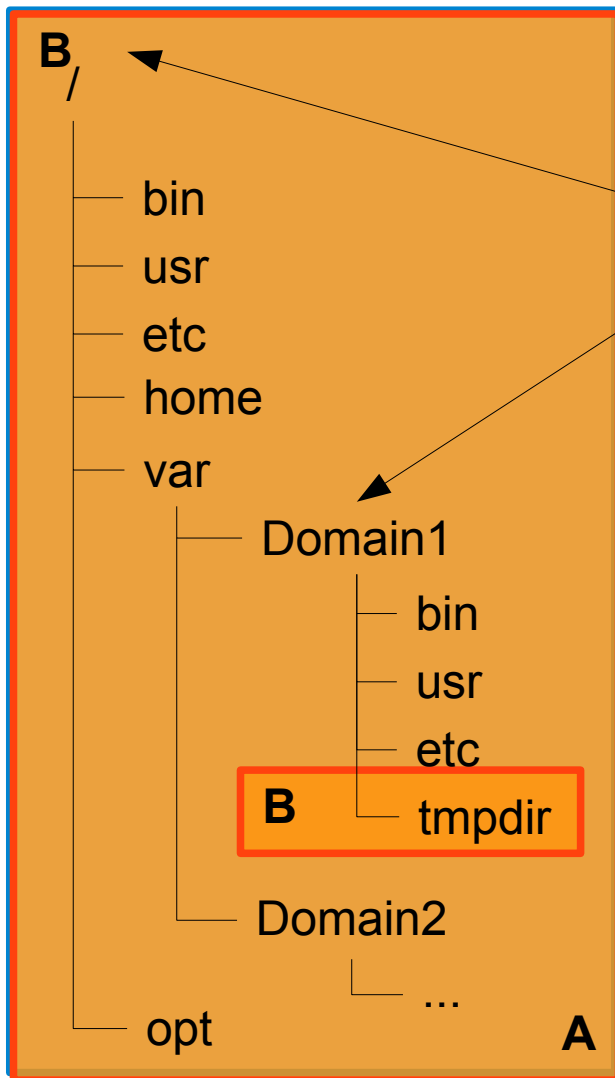 B
/
bin
usr
etc
home
var
Domain1
bin
usr
etc
B tmpdir
Domain2
...
opt
A